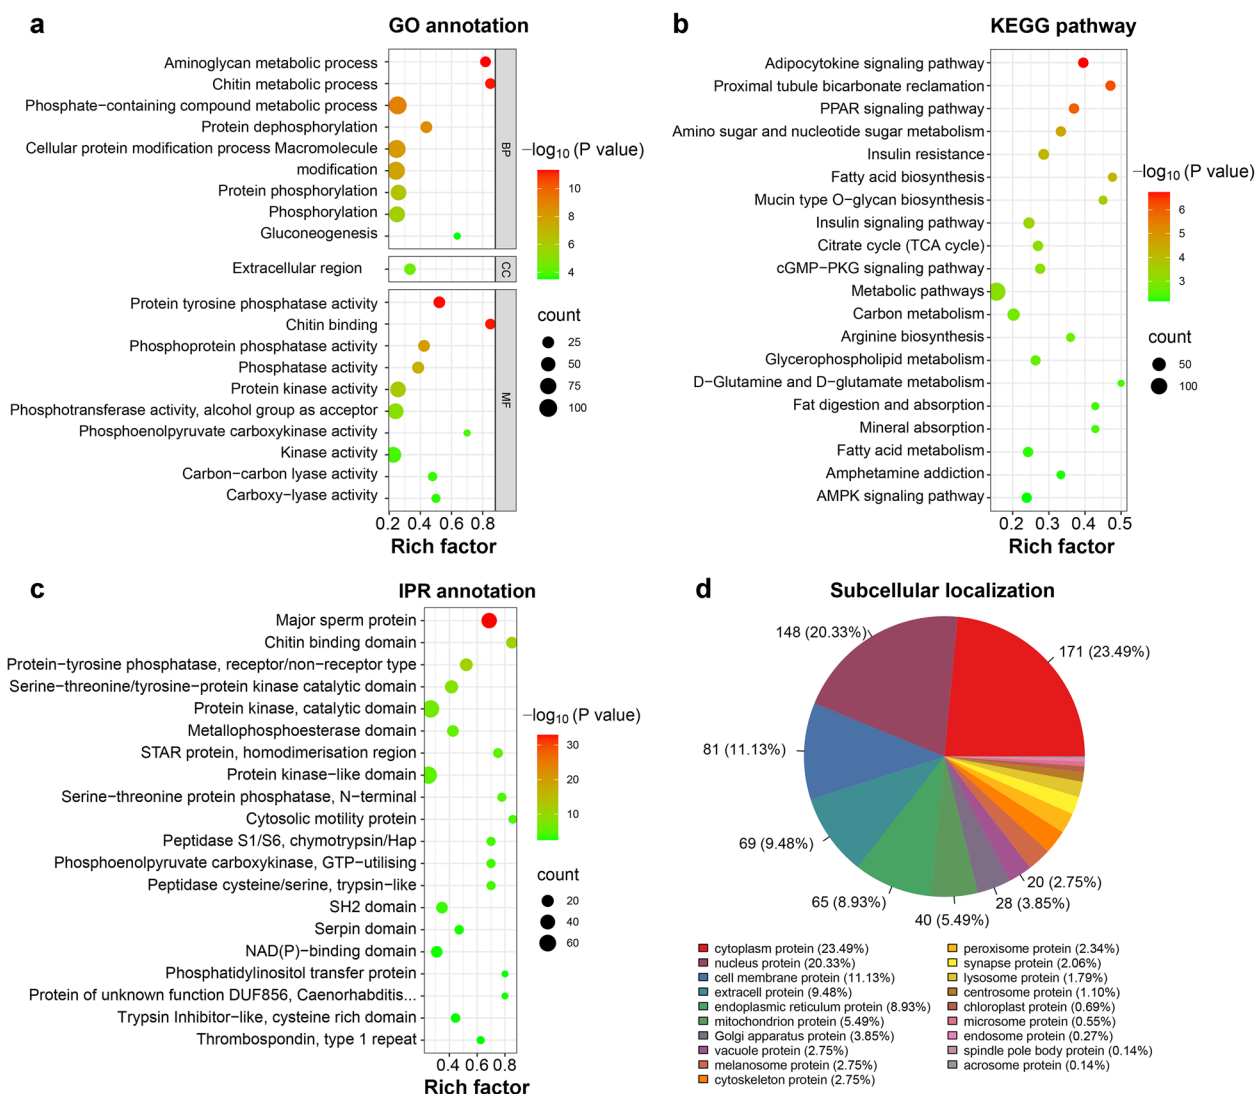 a
GO annotation
Aminoglycan metabolic process
Chitin metabolic process
Phosphate−containing compound metabolic process
Protein dephosphorylation
Cellular protein modification process Macromolecule
modification
Protein phosphorylation
Phosphorylation
Gluconeogenesis
BP
Extracellular region
CC
Protein tyrosine phosphatase activity
Chitin binding
Phosphoprotein phosphatase activity
Phosphatase activity
Protein kinase activity
Phosphotransferase activity, alcohol group as acceptor
Phosphoenolpyruvate carboxykinase activity
Kinase activity
Carbon−carbon lyase activity
Carboxy−lyase activity
MF
0.2 0.4 0.6 0.8
Rich factor
−log10 (P value)
10
8
6
4
count
25
50
75
100
b
KEGG pathway
Adipocytokine signaling pathway
Proximal tubule bicarbonate reclamation
PPAR signaling pathway
Amino sugar and nucleotide sugar metabolism
Insulin resistance
Fatty acid biosynthesis
Mucin type O−glycan biosynthesis
Insulin signaling pathway
Citrate cycle (TCA cycle)
cGMP−PKG signaling pathway
Metabolic pathways
Carbon metabolism
Arginine biosynthesis
Glycerophospholipid metabolism
D−Glutamine and D−glutamate metabolism
Fat digestion and absorption
Mineral absorption
Fatty acid metabolism
Amphetamine addiction
AMPK signaling pathway
0.2 0.3 0.4 0.5
Rich factor
−log10 (P value)
6
5
4
3
count
50
100
c
IPR annotation
Major sperm protein
Chitin binding domain
Protein−tyrosine phosphatase, receptor/non−receptor type
Serine−threonine/tyrosine−protein kinase catalytic domain
Protein kinase, catalytic domain
Metallophosphoesterase domain
STAR protein, homodimerisation region
Protein kinase−like domain
Serine−threonine protein phosphatase, N−terminal
Cytosolic motility protein
Peptidase S1/S6, chymotrypsin/Hap
Phosphoenolpyruvate carboxykinase, GTP−utilising
Peptidase cysteine/serine, trypsin−like
SH2 domain
Serpin domain
NAD(P)−binding domain
Phosphatidylinositol transfer protein
Protein of unknown function DUF856, Caenorhabditis...
Trypsin Inhibitor−like, cysteine rich domain
Thrombospondin, type 1 repeat
0.4 0.6 0.8
Rich factor
−log10 (P value)
30
20
10
count
20
40
60
d
Subcellular localization
148 (20.33%)
171 (23.49%)
81 (11.13%)
69 (9.48%)
65 (8.93%)
40 (5.49%)
28 (3.85%)
20 (2.75%)
cytoplasm protein (23.49%)
nucleus protein (20.33%)
cell membrane protein (11.13%)
extracell protein (9.48%)
endoplasmic reticulum protein (8.93%)
mitochondrion protein (5.49%)
Golgi apparatus protein (3.85%)
vacuole protein (2.75%)
melanosome protein (2.75%)
cytoskeleton protein (2.75%)
peroxisome protein (2.34%)
synapse protein (2.06%)
lysosome protein (1.79%)
centrosome protein (1.10%)
chloroplast protein (0.69%)
microsome protein (0.55%)
endosome protein (0.27%)
spindle pole body protein (0.14%)
acrosome protein (0.14%)